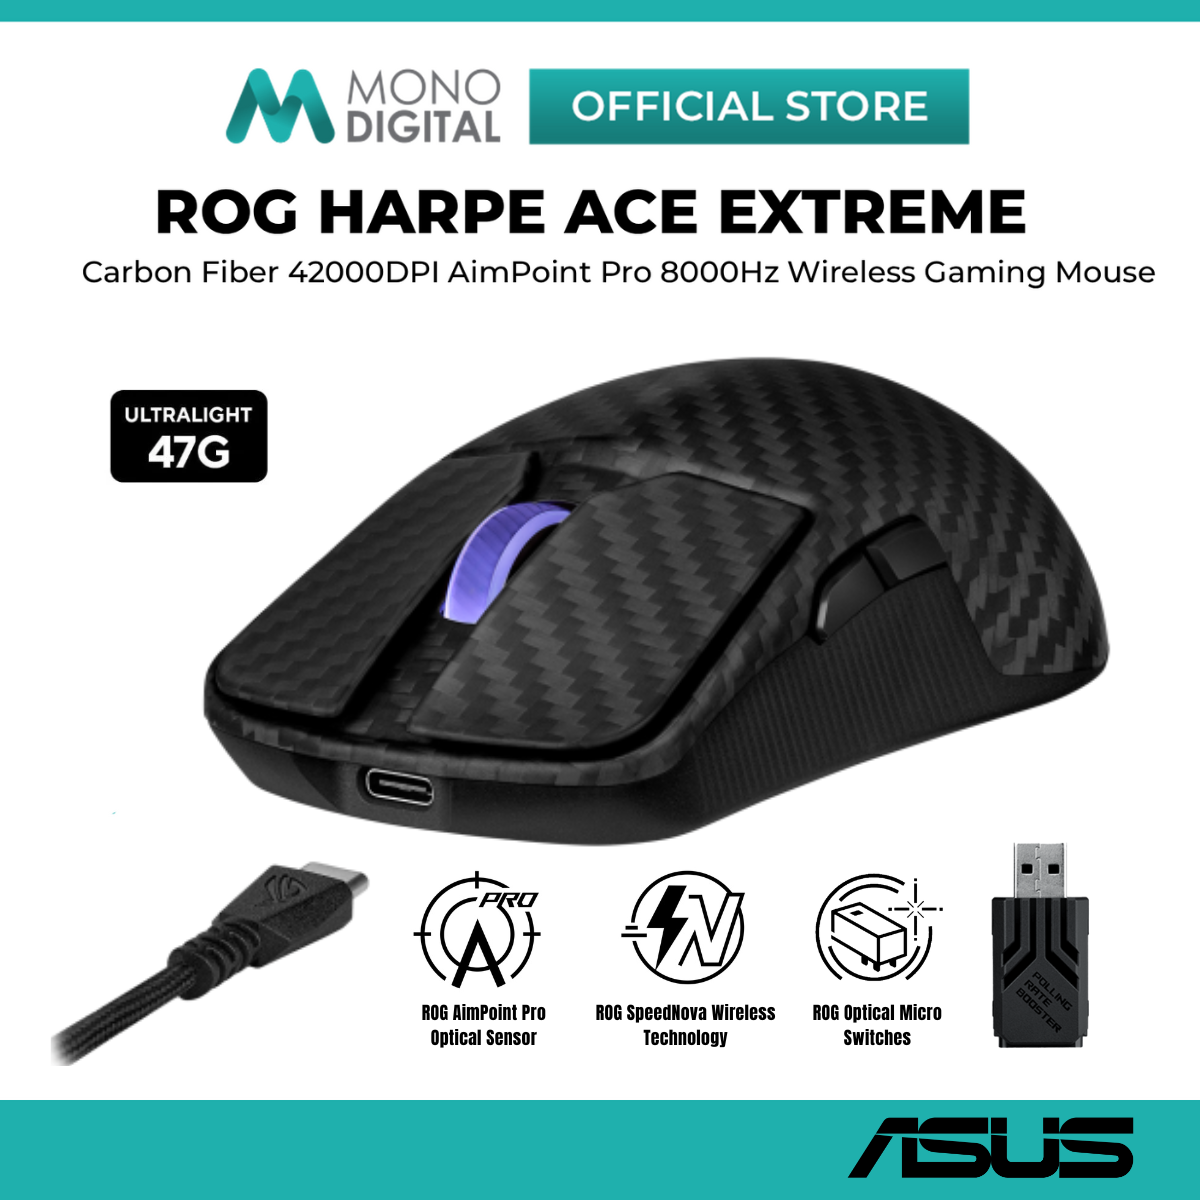 MONO
DIGITAL
OFFICIAL STORE
ROG HARPE ACE EXTREME
Carbon Fiber 42000DPI AimPoint Pro 8000Hz Wireless Gaming Mouse
ULTRALIGHT
47G
PRO
ROG AimPoint Pro
Optical Sensor
ROG SpeedNova Wireless
Technology
ROG Optical Micro
Switches
POLLING
RATE
BOOSTER
ASUS